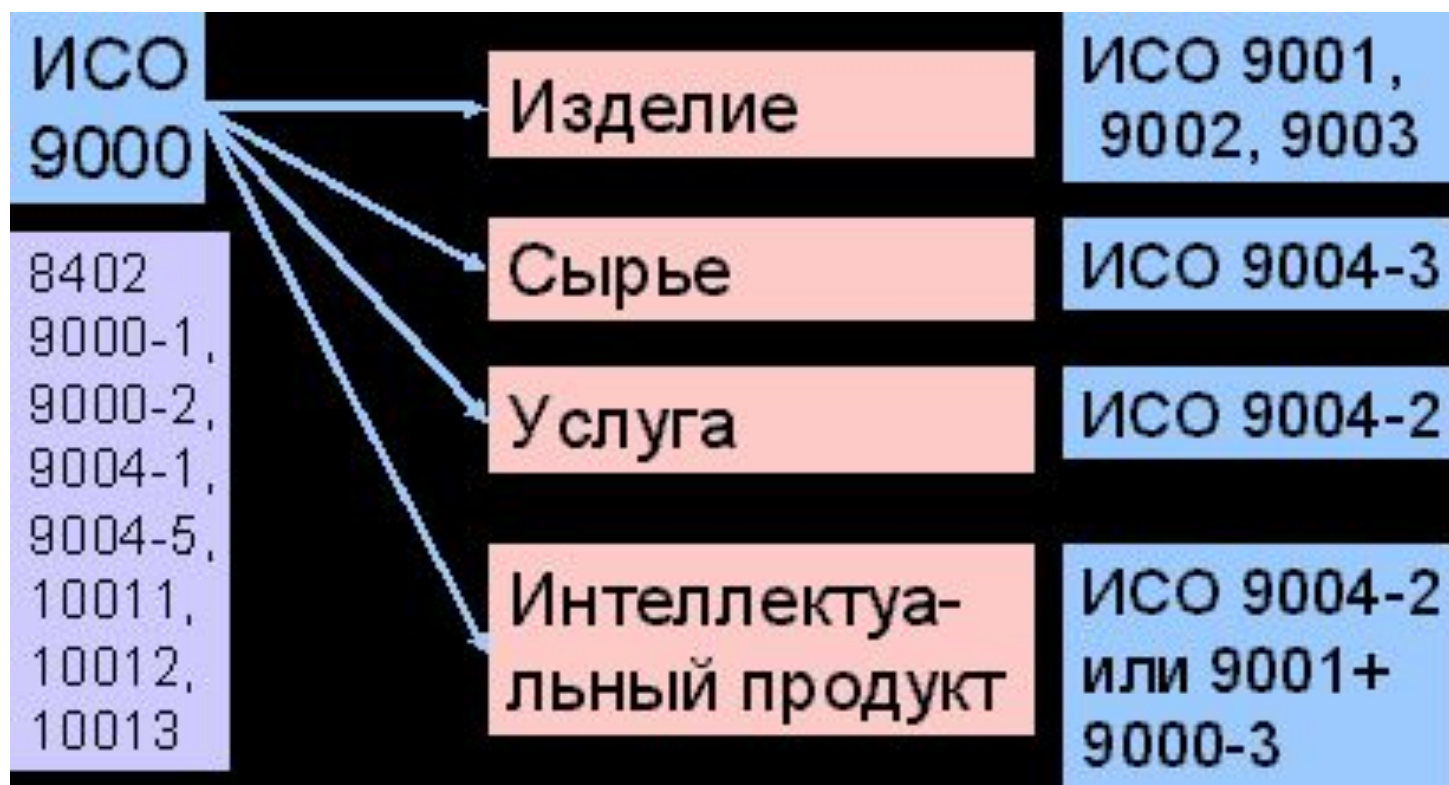 ИСО
9000
8402
9000-1,
9000-2,
9004-1,
9004-5,
10011,
10012,
10013
Изделие
ИСО 9001,
9002, 9003
Сырье
ИСО 9004-3
Услуга
ИСО 9004-2
Интеллектуа-
льный продукт
ИСО 9004-2
или 9001+
9000-3